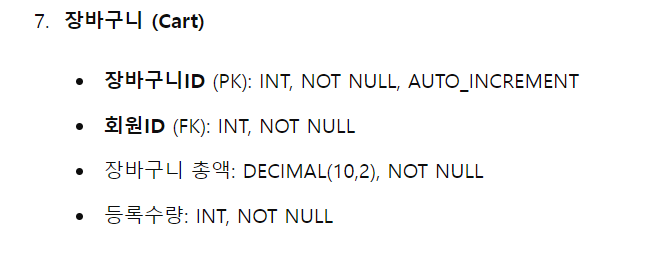 7. 장바구니 (Cart)
• 장바구니ID (PK): INT, NOT NULL, AUTO_INCREMENT
• 회원ID (FK): INT, NOT NULL
• 장바구니 총액: DECIMAL(10,2), NOT NULL
• 등록수량: INT, NOT NULL